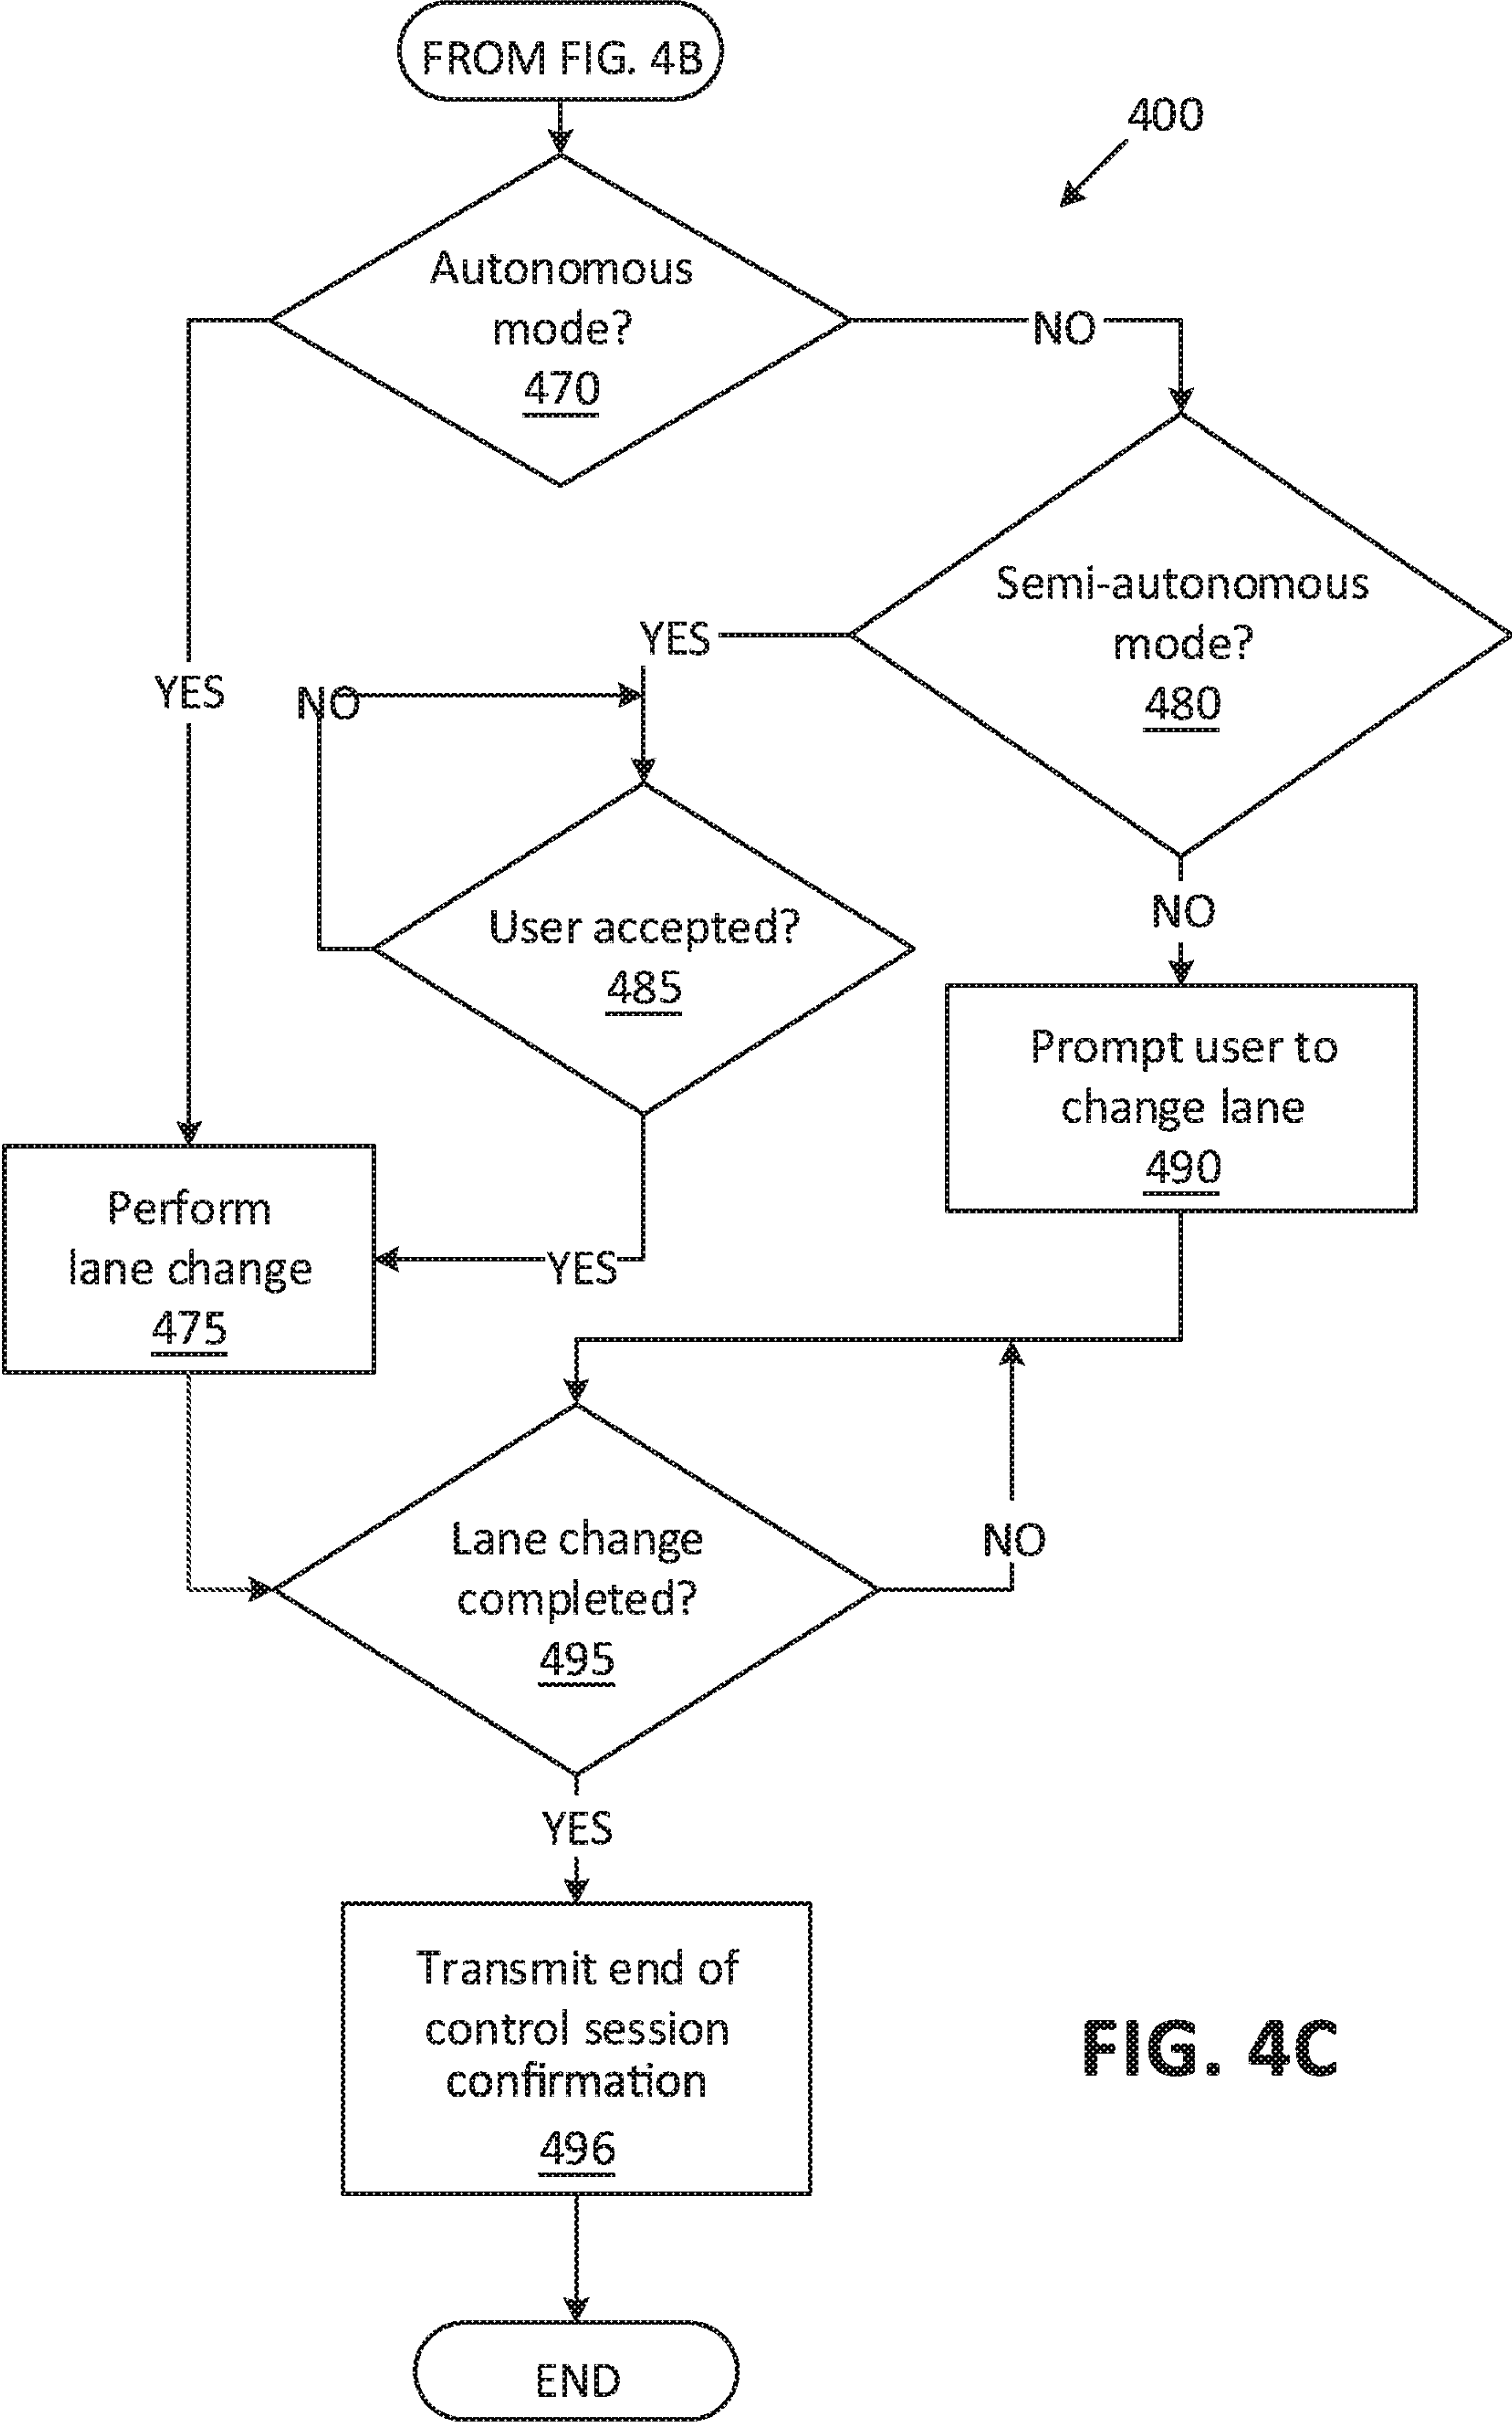 FROM FIG. 4B
400
Autonomous
mode?
470
NO
Semi-autonomous
mode?
480
YES
YES
NO
NO
User accepted?
485
Prompt user to
change lane
490
Perform
lane change
475
YES
Lane change
completed?
495
NO
YES
Transmit end of
control session
confirmation
496
FIG. 4C
END